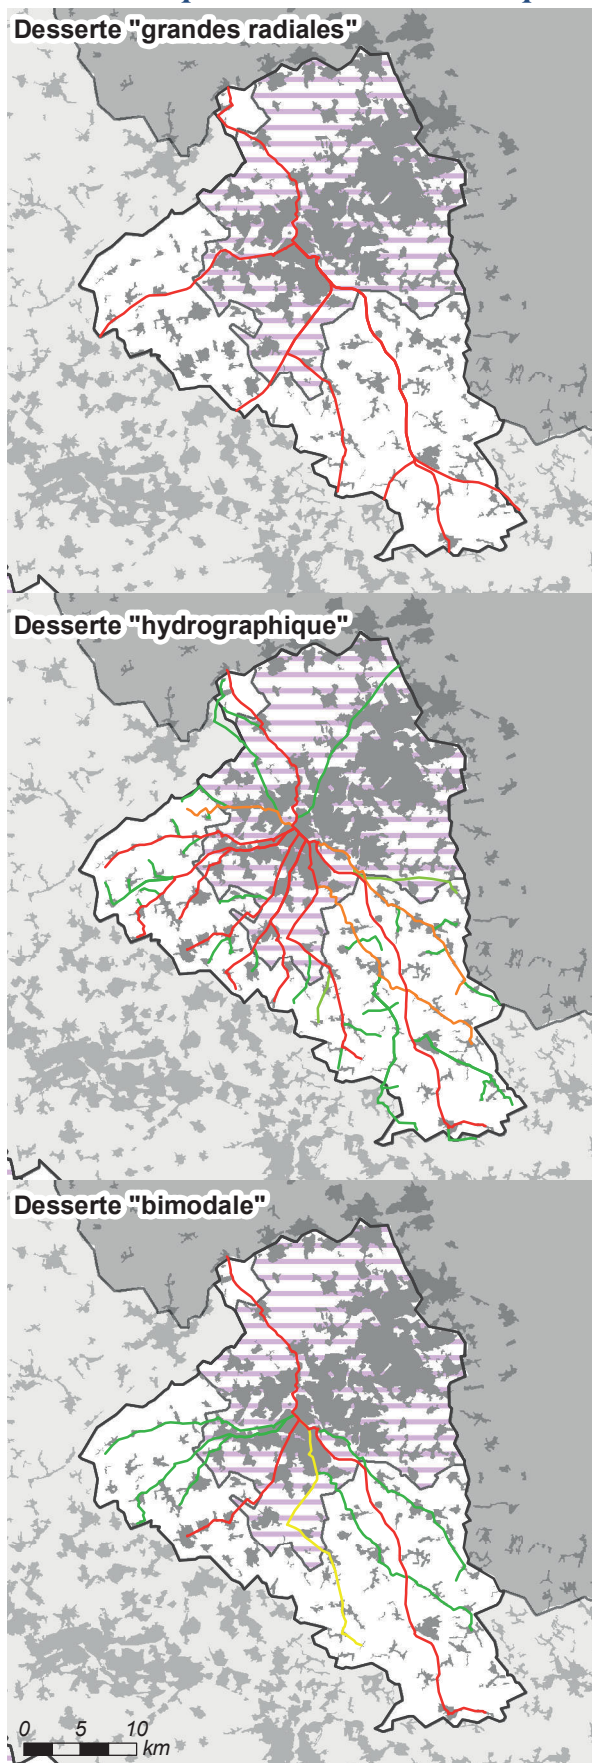 Desserte "grandes radiales"
Desserte "hydrographique"
Desserte "bimodale"
0 5 10
km